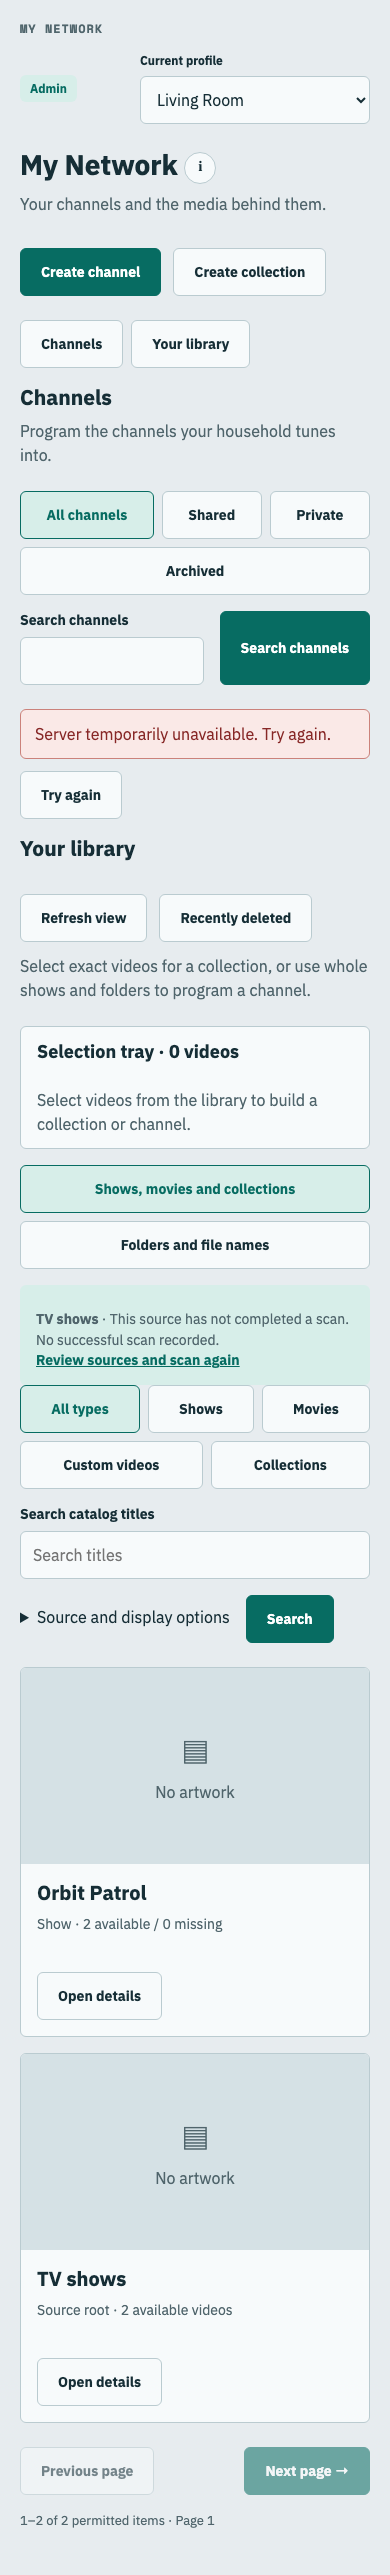 MY NETWORK
Current profile
Admin
Living Room
My Network i
Your channels and the media behind them.
Create channel Create collection
Channels Your library
Channels
Program the channels your household tunes
into.
All channels Shared Private
Archived
Search channels
Search channels
Server temporarily unavailable. Try again.
Try again
Your library
Refresh view Recently deleted
Select exact videos for a collection, or use whole
shows and folders to program a channel.
Selection tray · 0 videos
Select videos from the library to build a
collection or channel.
Shows, movies and collections
Folders and file names
TV shows · This source has not completed a scan.
No successful scan recorded.
Review sources and scan again
All types Shows Movies
Custom videos Collections
Search catalog titles
Search titles
Source and display options Search
No artwork
Orbit Patrol
Show · 2 available / 0 missing
Open details
No artwork
TV shows
Source root · 2 available videos
Open details
Previous page Next page →
1–2 of 2 permitted items · Page 1